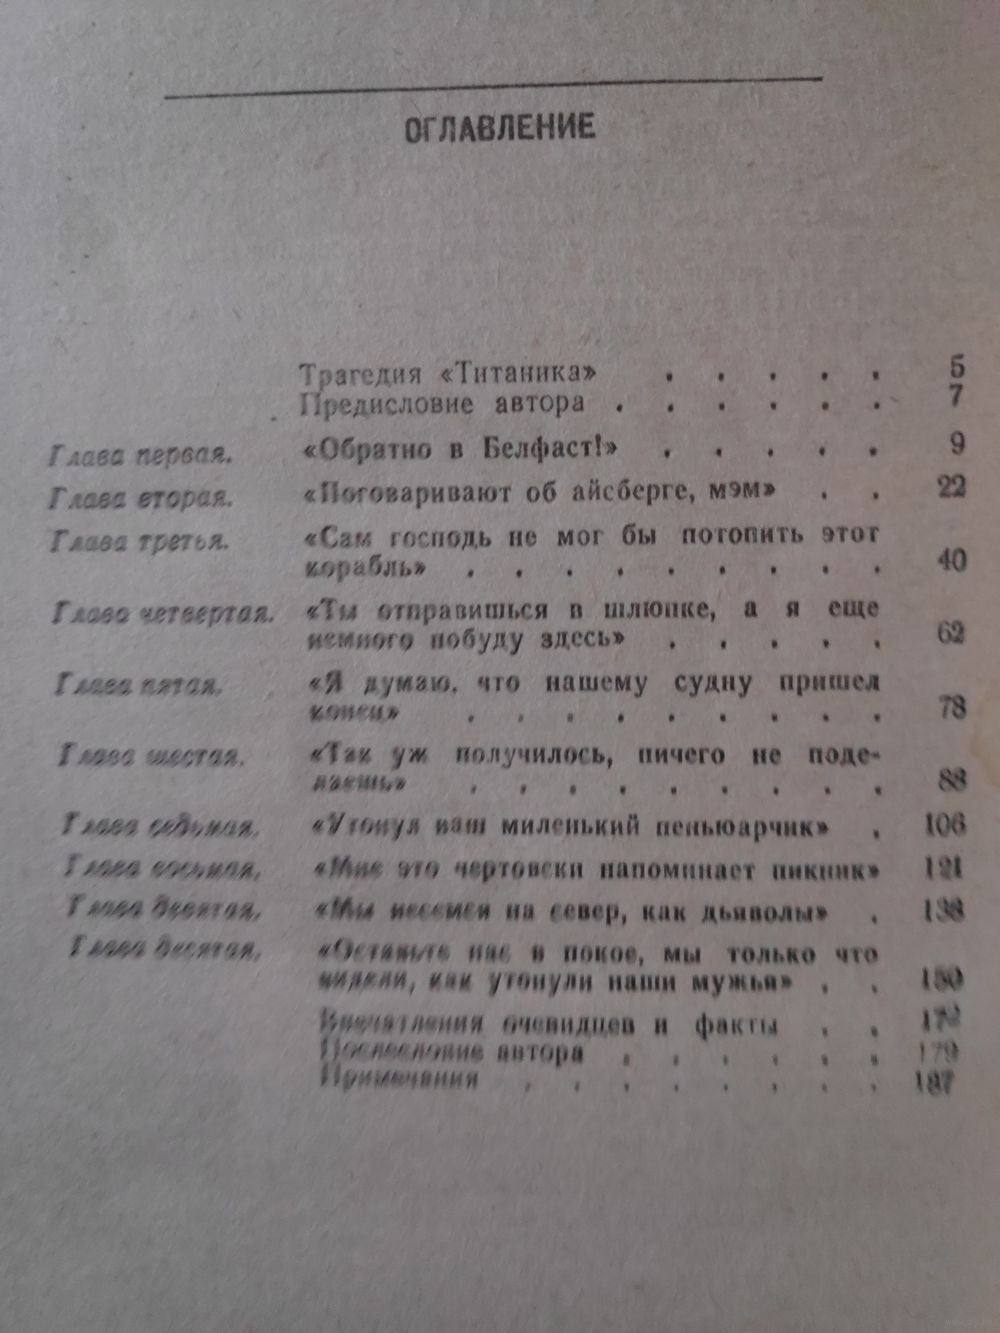 ОГЛАВЛЕНИЕ
Трагедия «Титаника» . . . . . 5
Предисловие автора . . . . . . 7
Глава первая. «Обратно в Белфаст!» . . . . . 9
Глава вторая. «Поговаривают об айсберге, мэм» . . 22
Глава третья. «Сам господь не мог бы потопить этот
корабль» . . . . . . . . . 40
Глава четвертая. «Ты отправишься в шлюпке, а я еще
немного побуду здесь» . . . . . 62
Глава пятая. «Я думаю, что нашему судну пришел
конец» . . . . . . . . . 78
Глава шестая. «Так уж получилось, ничего не поде-
лаешь» . . . . . . . . . 88
Глава седьмая. «Утонул ваш миленький пеньюарчик» . 106
Глава восьмая. «Мне это чертовски напоминает пикник» 121
Глава девятая. «Мы несемся на север, как дьяволы» . 138
Глава десятая. «Оставьте нас в покое, мы только что
видели, как утонули наши мужья» . . 150
Впечатления очевидцев и факты . .
Послесловие автора . . . . . . 179
Примечания . . . . . . . . 187